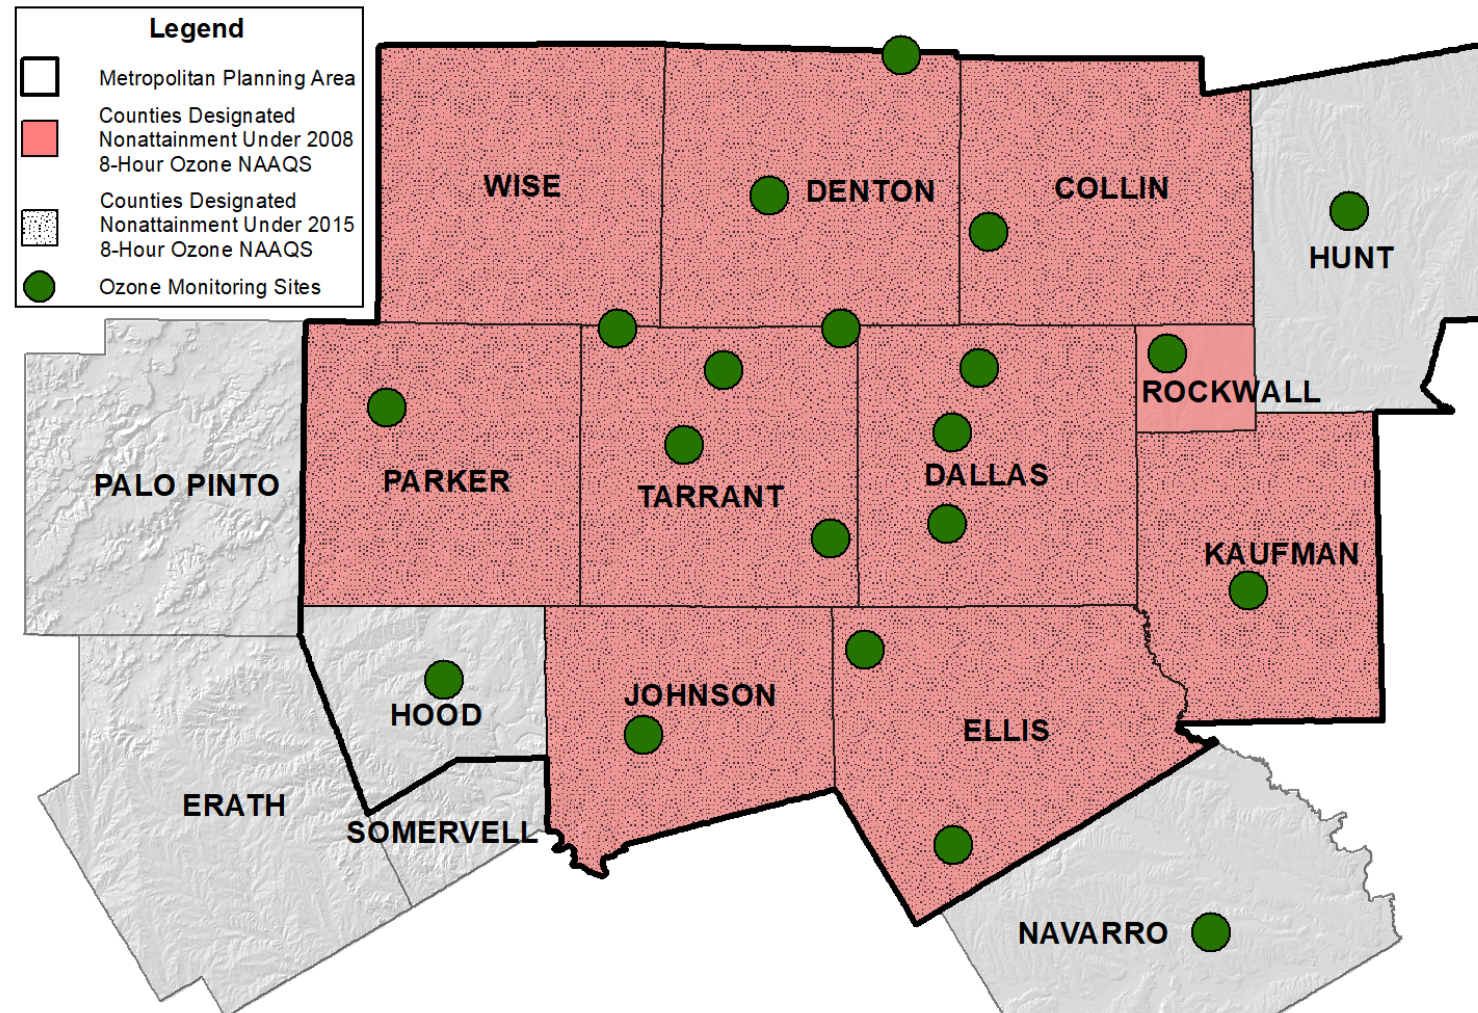 Legend
Metropolitan Planning Area
Counties Designated
Nonattainment Under 2008
8-Hour Ozone NAAQS
Counties Designated
Nonattainment Under 2015
8-Hour Ozone NAAQS
Ozone Monitoring Sites
WISE
DENTON
COLLIN
HUNT
ROCKWALL
PALO PINTO
PARKER
TARRANT
DALLAS
KAUFMAN
HOOD
JOHNSON
ELLIS
ERATH
SOMERVELL
NAVARRO